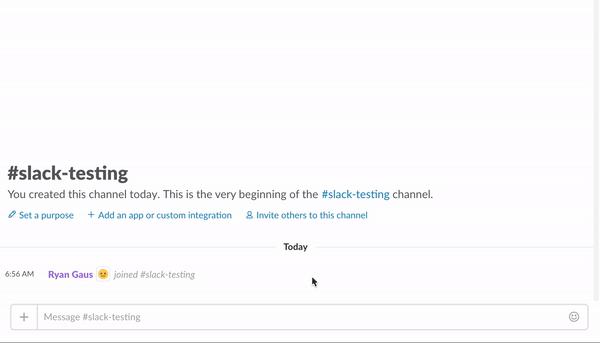 #slack-testing
You created this channel today. This is the very beginning of the #slack-testing channel.
Set a purpose + Add an app or custom integration Invite others to this channel
Today
6:56 AM Ryan Gaus joined #slack-testing
+ Message #slack-testing